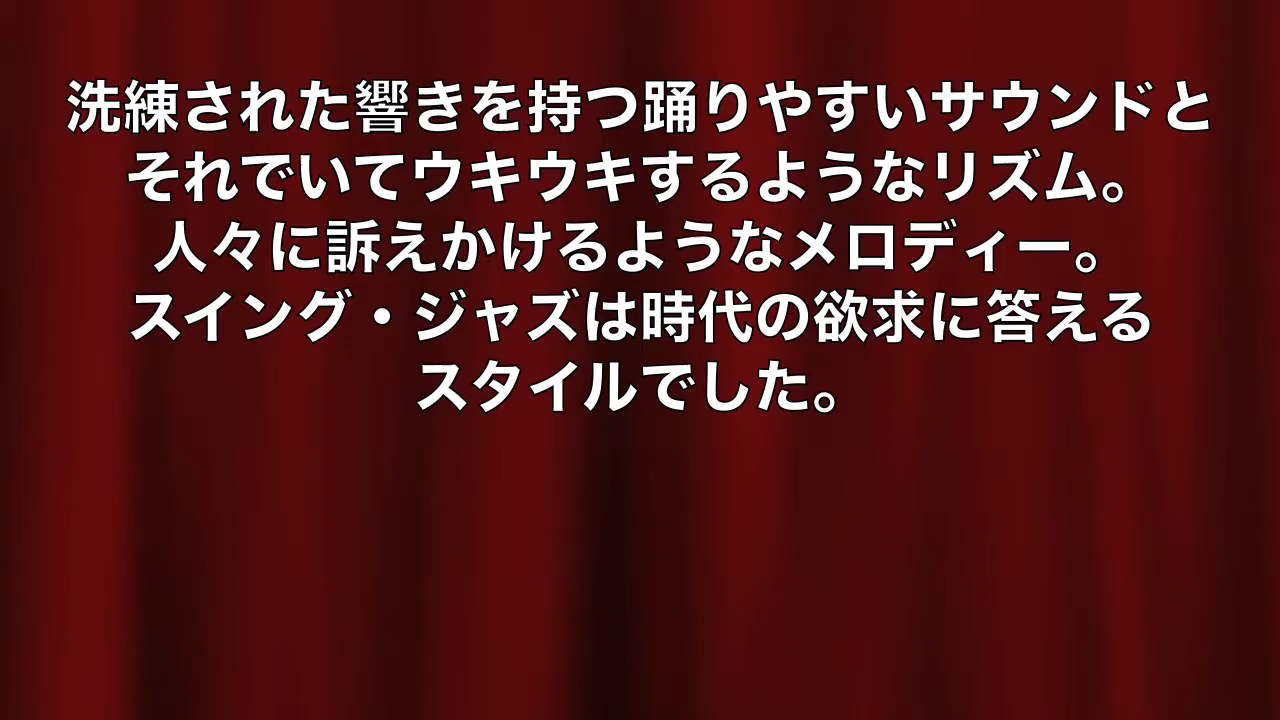 洗練された響きを持つ踊りやすいサウンドと
それでいてウキウキするようなリズム。
人々に訴えかけるようなメロディー。
スイング・ジャズは時代の欲求に答える
スタイルでした。